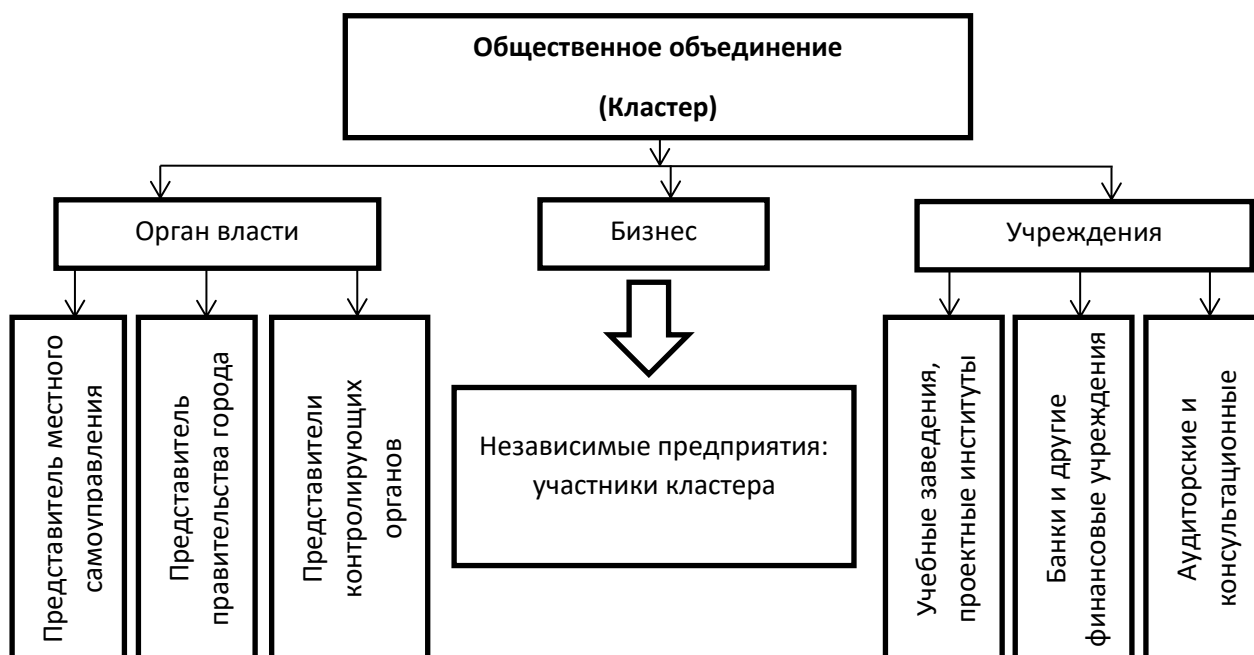 Общественное объединение
(Кластер)
Орган власти
Бизнес
Учреждения
Представитель местного
самоуправления
Представитель
правительства города
Представители
контролирующих
органов
Независимые предприятия:
участники кластера
Учебные заведения,
проектные институты
Банки и другие
финансовые учреждения
Аудиторские и
консультационные